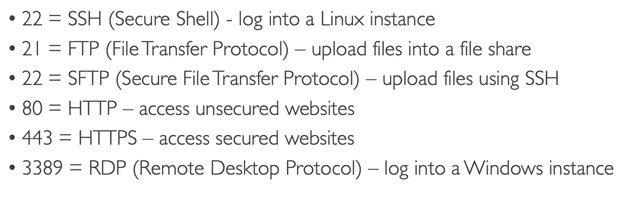 • 22 = SSH (Secure Shell) - log into a Linux instance
• 21 = FTP (File Transfer Protocol) – upload files into a file share
• 22 = SFTP (Secure File Transfer Protocol) – upload files using SSH
• 80 = HTTP – access unsecured websites
• 443 = HTTPS – access secured websites
• 3389 = RDP (Remote Desktop Protocol) – log into a Windows instance